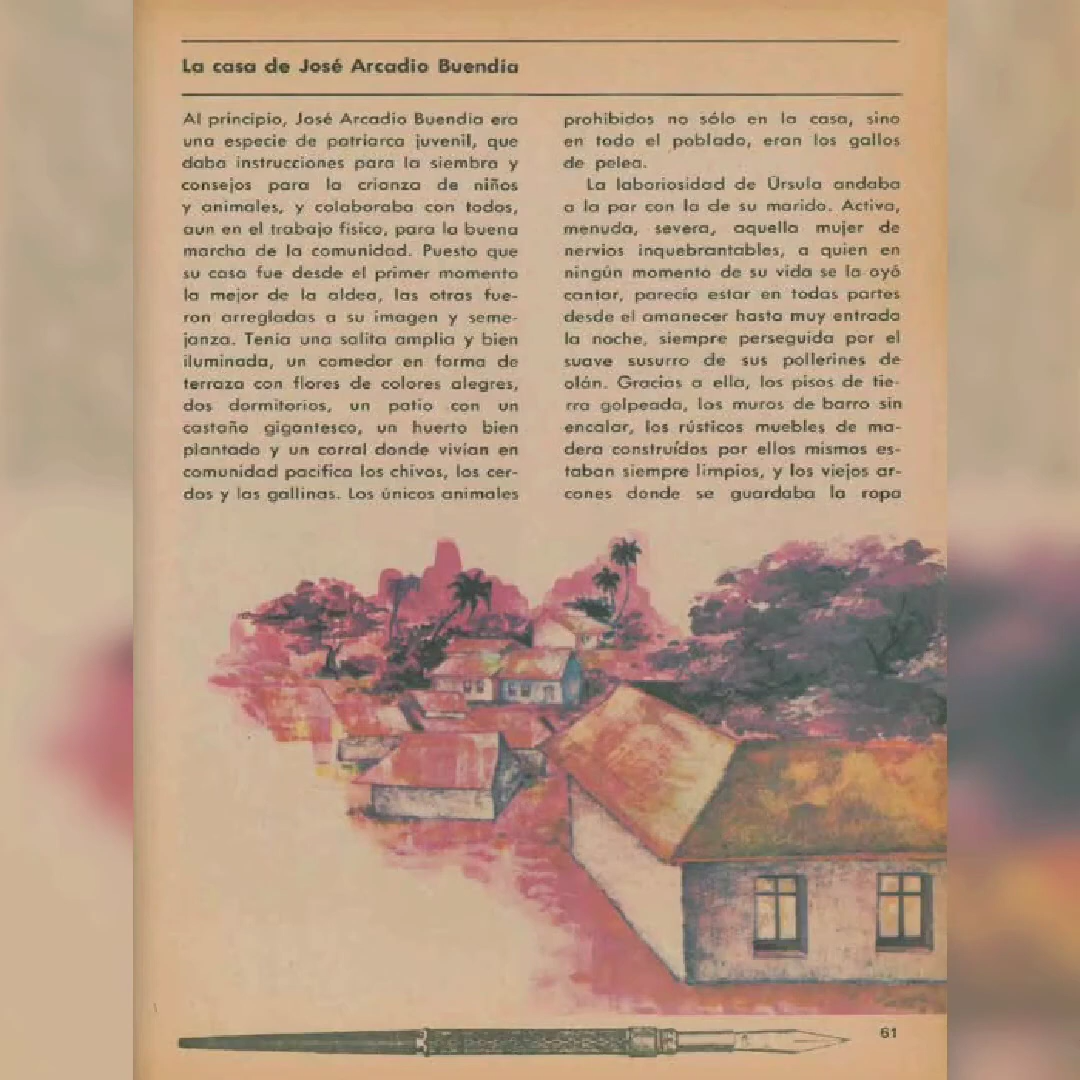 La casa de José Arcadio Buendía
Al principio, José Arcadio Buendía era
una especie de patriarca juvenil, que
daba instrucciones para la siembra y
consejos para la crianza de niños
y animales, y colaboraba con todos,
aun en el trabajo físico, para la buena
marcha de la comunidad. Puesto que
su casa fue desde el primer momento
la mejor de la aldea, las otras fue-
ron arregladas a su imagen y seme-
janza. Tenía una salita amplia y bien
iluminada, un comedor en forma de
terraza con flores de colores alegres,
dos dormitorios, un patio con un
castaño gigantesco, un huerto bien
plantado y un corral donde vivían en
comunidad pacífica los chivos, los cer-
dos y las gallinas. Los únicos animales
prohibidos no sólo en la casa, sino
en todo el poblado, eran los gallos
de pelea.
La laboriosidad de Úrsula andaba
a la par con la de su marido. Activa,
menuda, severa, aquella mujer de
nervios inquebrantables, a quien en
ningún momento de su vida se la oyó
cantar, parecía estar en todas partes
desde el amanecer hasta muy entrada
la noche, siempre perseguida por el
suave susurro de sus pollerines de
olán. Gracias a ella, los pisos de tie-
rra golpeada, los muros de barro sin
encalar, los rústicos muebles de ma-
dera construídos por ellos mismos es-
taban siempre limpios, y los viejos ar-
cones donde se guardaba la ropa
61